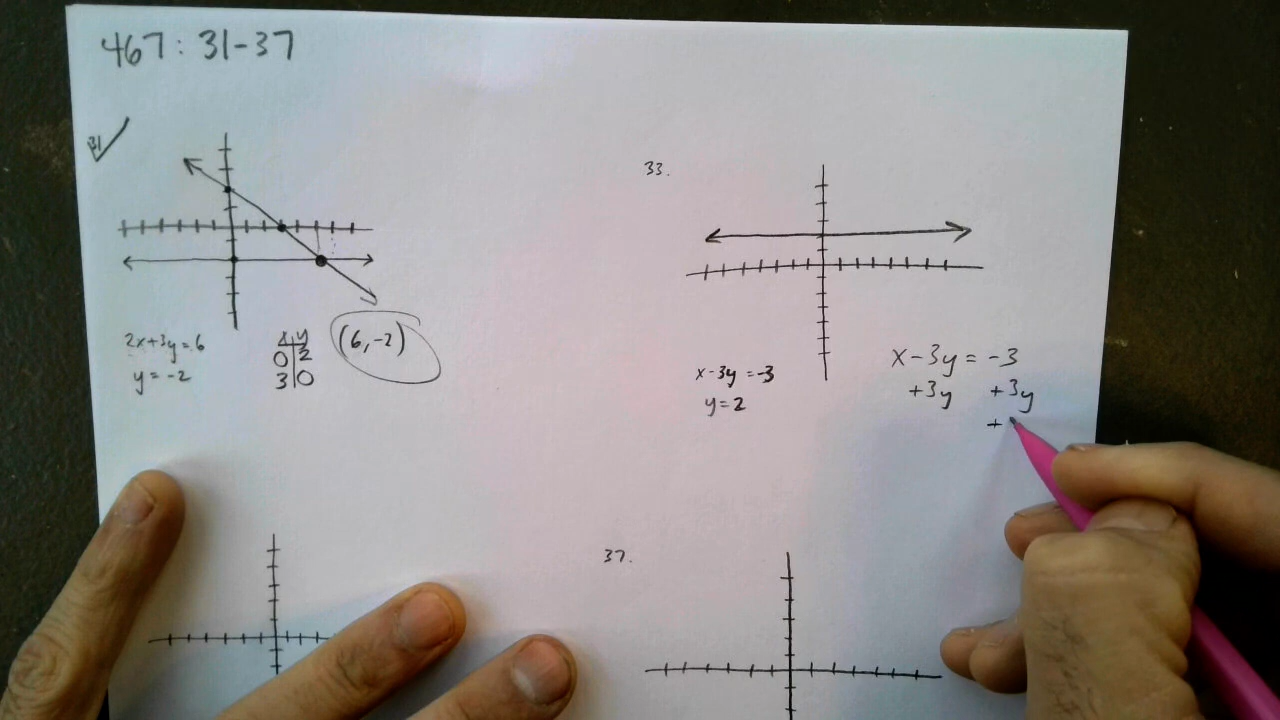 467: 31-37
31
2x+3y=6
y=-2
x y
0 2
3 0
(6,-2)
33.
x-3y=-3
y=2
x-3y=-3
+3y +3y
+
37.